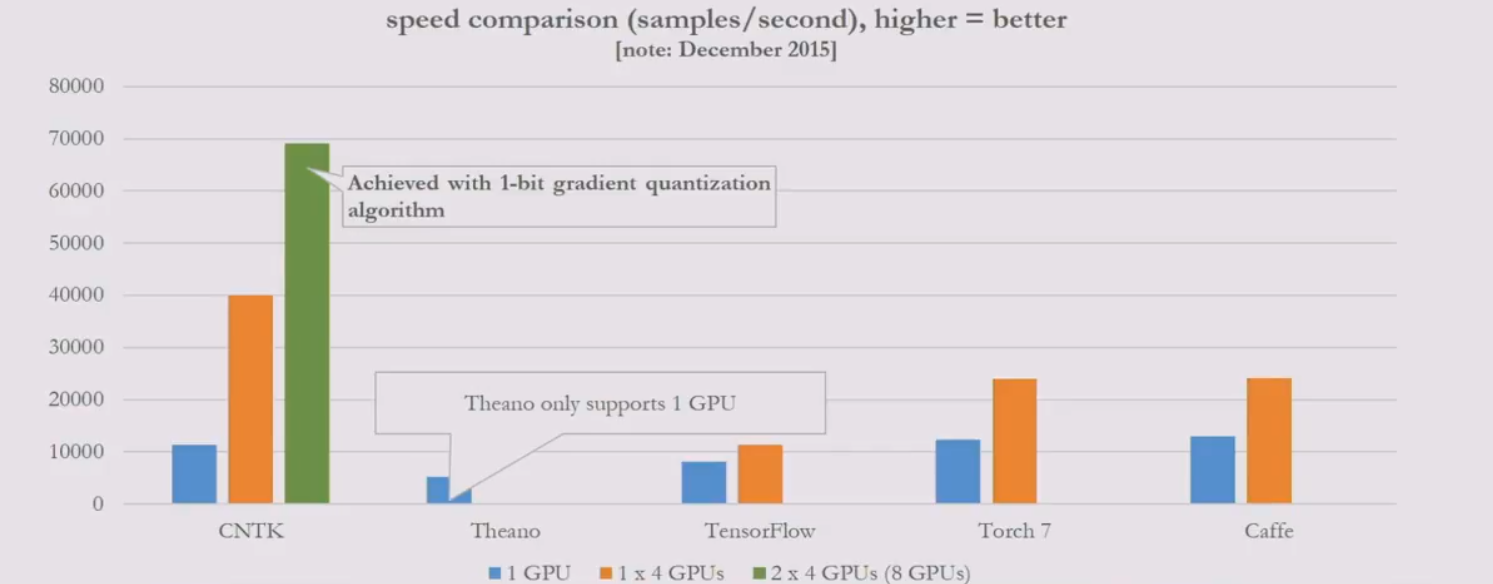 speed comparison (samples/second), higher = better
[note: December 2015]
80000
70000
60000
50000
40000
30000
20000
10000
0
Achieved with 1-bit gradient quantization
algorithm
Theano only supports 1 GPU
CNTK Theano TensorFlow Torch 7 Caffe
1 GPU 1 x 4 GPUs 2 x 4 GPUs (8 GPUs)